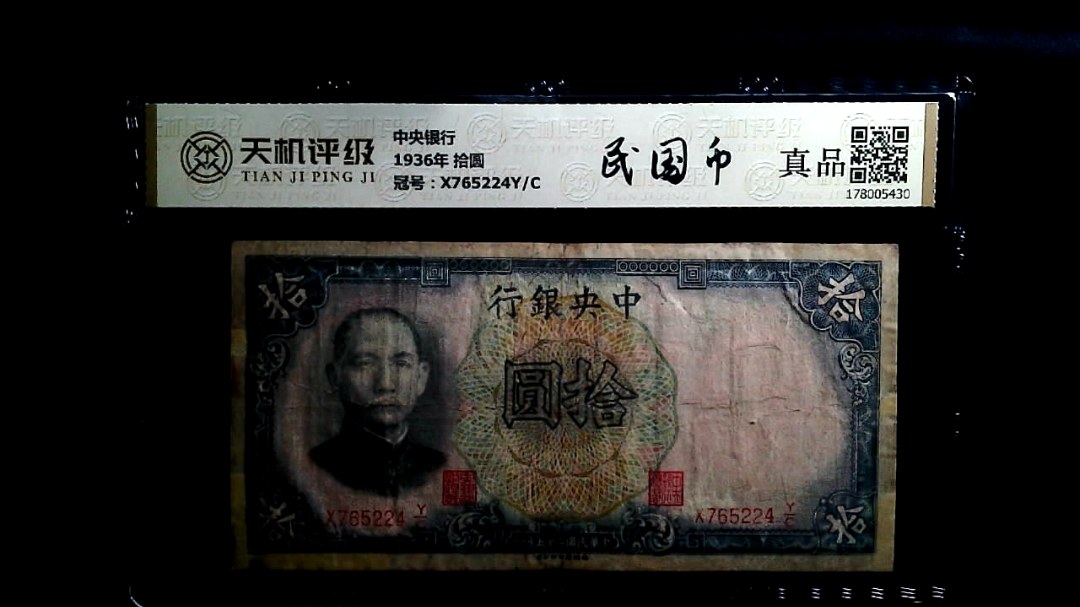 天机评级
TIAN JI PING JI
中央银行
1936年 拾圆
冠号：X765224Y/C
民国币
真品
178005430
拾
拾
行銀央中
圓拾
X765224 Y/C
X765224 Y/C
拾